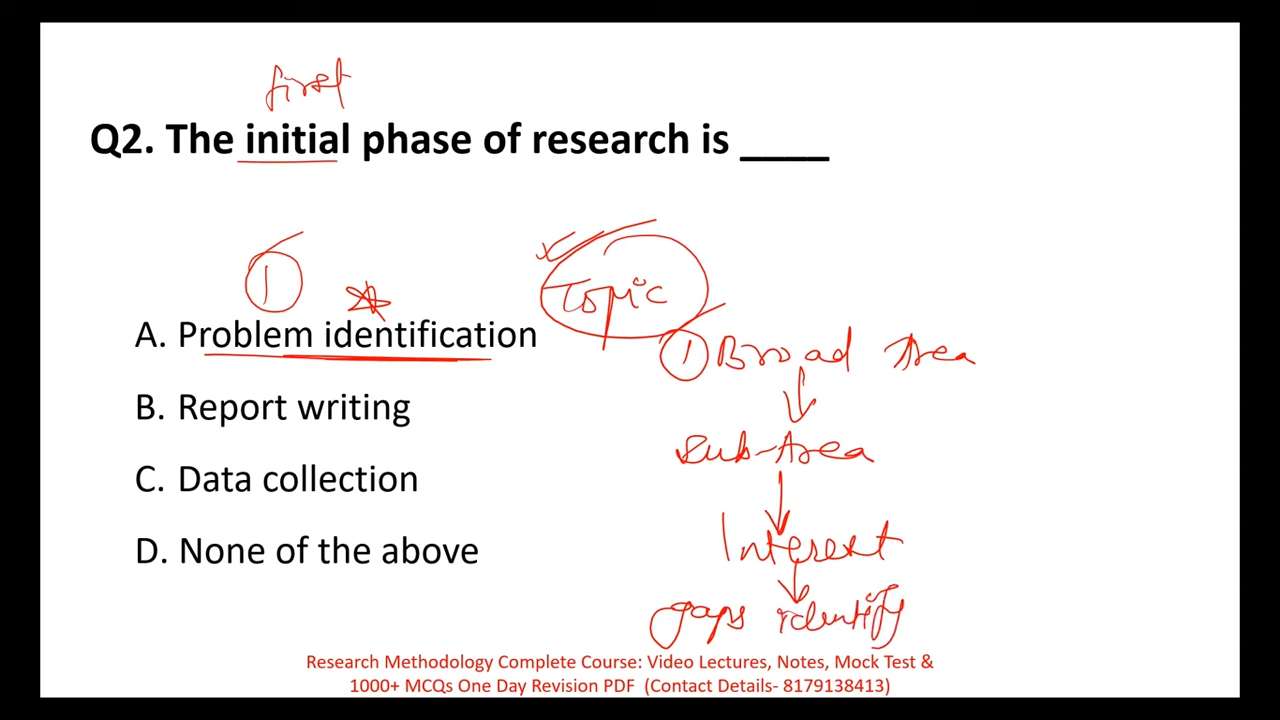 first
Q2. The initial phase of research is ____
1
Topic
A. Problem identification
1 Broad Area
B. Report writing
Sub-Area
C. Data collection
Interest
D. None of the above
gaps identify
Research Methodology Complete Course: Video Lectures, Notes, Mock Test &
1000+ MCQs One Day Revision PDF (Contact Details- 8179138413)